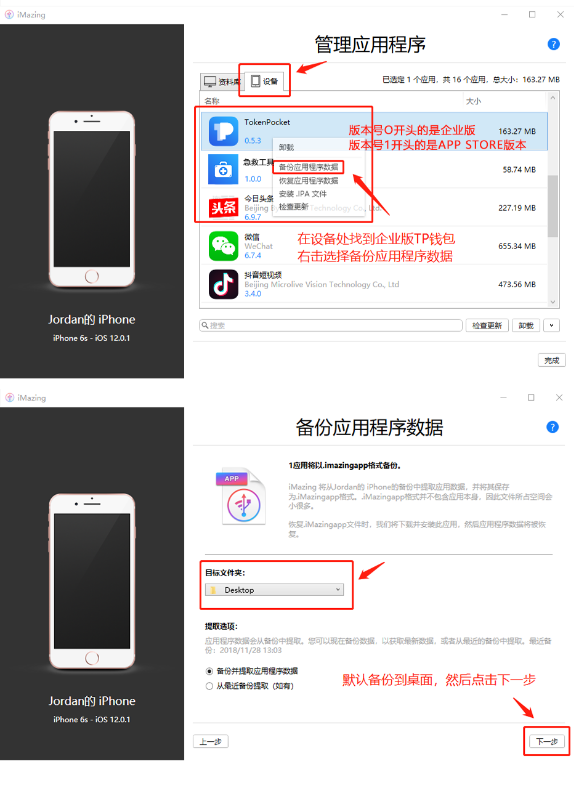 iMazing
管理应用程序
?
资料库
设备
已选定 1 个应用，共 16 个应用，总大小：163.27 MB
名称
大小
TokenPocket
0.5.3
163.27 MB
版本号O开头的是企业版
版本号1开头的是APP STORE版本
卸载
备份应用程序数据
恢复应用程序数据
安装 .IPA 文件
检查更新
急救工具
1.0.0
58.74 MB
今日头条
Beijing
Technology Co., Ltd
6.9.7
227.19 MB
头条
微信
WeChat
6.7.4
655.34 MB
在设备处找到企业版TP钱包
右击选择备份应用程序数据
抖音短视频
Beijing Microlive Vision Technology Co., Ltd
3.4.0
473.56 MB
搜索
检查更新
卸载
完成
Jordan的 iPhone
iPhone 6s - iOS 12.0.1
iMazing
备份应用程序数据
?
APP
1应用将以.imazingapp格式备份。
iMazing 将从Jordan的 iPhone的备份中提取应用数据，并将其保存
为.iMazingapp格式。.iMazingapp格式并不包含应用本身，因此文件所占空间会
小很多。
恢复.iMazingapp文件时，我们将下载并安装此应用，然后应用程序数据将被恢
复。
目标文件夹：
Desktop
提取选项：
应用程序数据会从备份中提取。您可以现在备份数据，以获取最新数据，或者从最近的备份中提取。最近备
份：2018/11/28 13:03
备份并提取应用程序数据
从最近备份提取（如有）
默认备份到桌面，然后点击下一步
上一步
下一步
Jordan的 iPhone
iPhone 6s - iOS 12.0.1